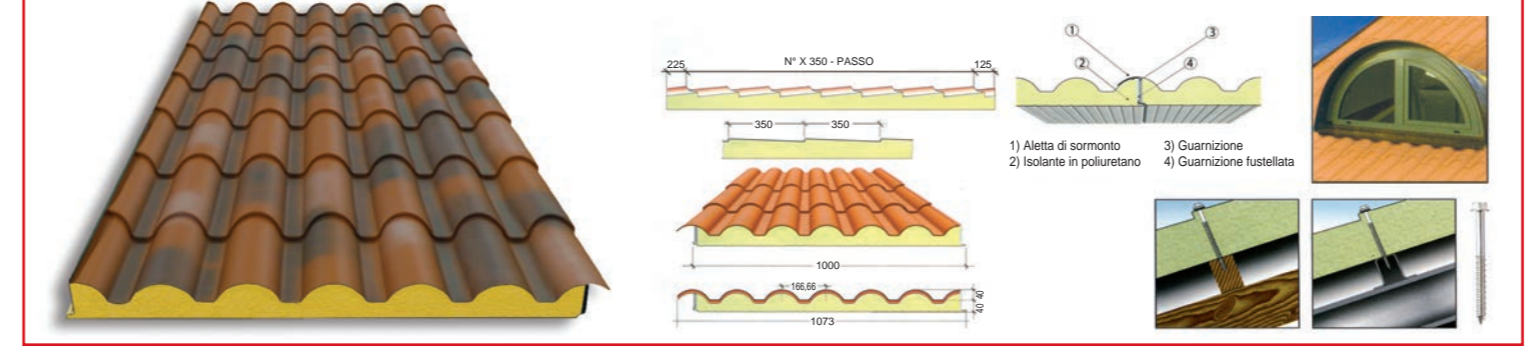 225
N° X 350 - PASSO
125
350
350
1000
166,66
40
40
1073
①
③
②
④
1) Aletta di sormonto
2) Isolante in poliuretano
3) Guarnizione
4) Guarnizione fustellata